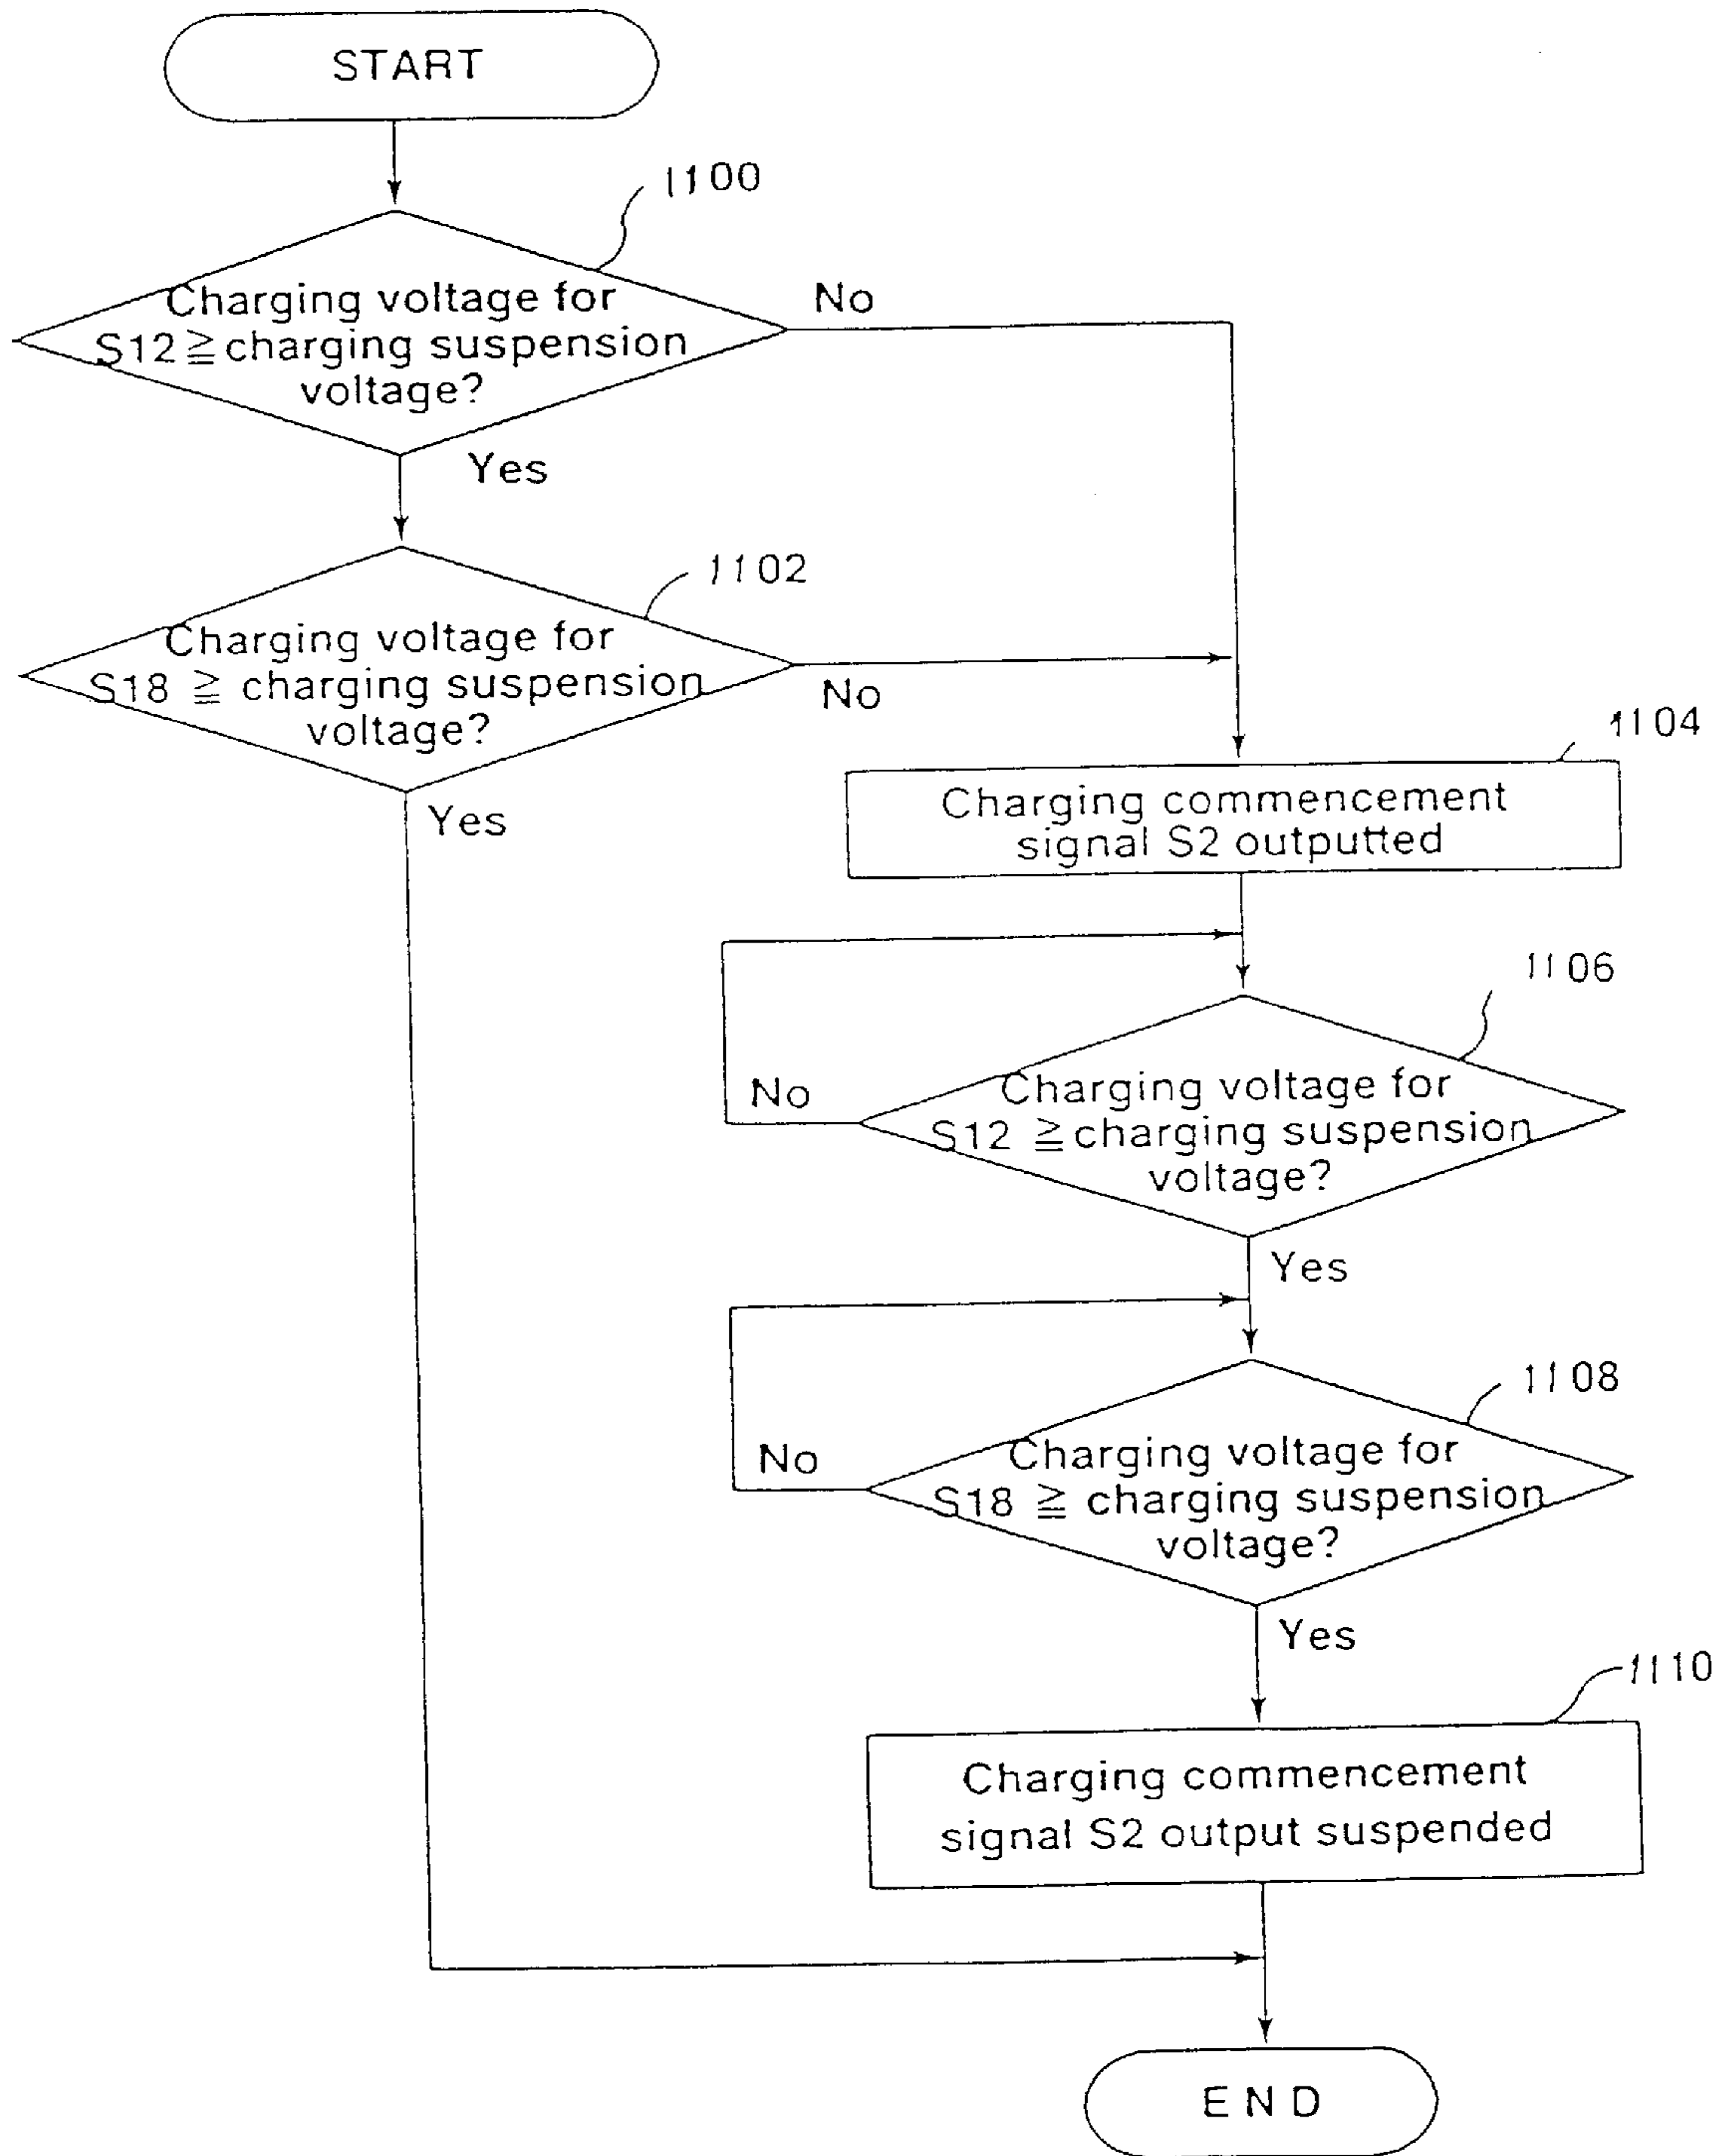 START
1100
Charging voltage for
S12 ≧ charging suspension
voltage?
No
Yes
1102
Charging voltage for
S18 ≧ charging suspension
voltage?
No
Yes
1104
Charging commencement
signal S2 outputted
1106
Charging voltage for
S12 ≧ charging suspension
voltage?
No
Yes
1108
Charging voltage for
S18 ≧ charging suspension
voltage?
No
Yes
1110
Charging commencement
signal S2 output suspended
END